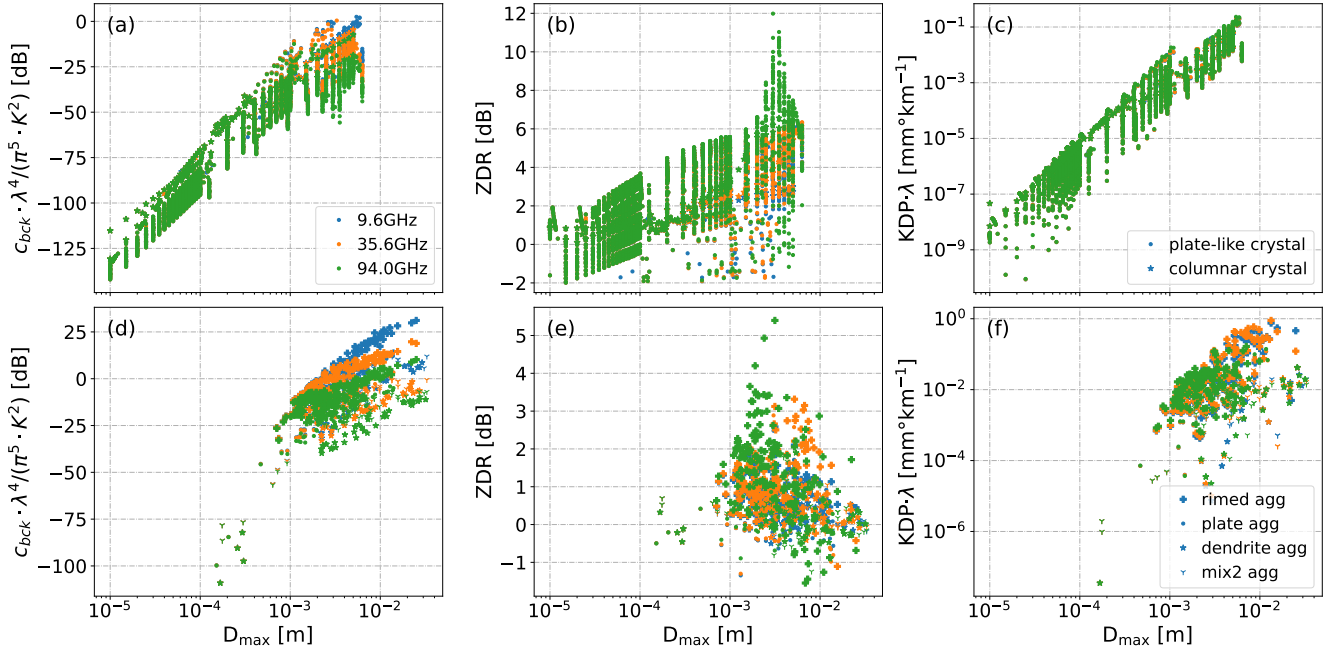 (a)
0
−25
−50
−75
−100
−125
c_bck · λ⁴/(π⁵ · K²) [dB]
9.6GHz
35.6GHz
94.0GHz
(b)
12
10
8
6
4
2
0
−2
ZDR [dB]
(c)
10⁻¹
10⁻³
10⁻⁵
10⁻⁷
10⁻⁹
KDP·λ [mm°km⁻¹]
plate-like crystal
columnar crystal
(d)
25
0
−25
−50
−75
−100
c_bck · λ⁴/(π⁵ · K²) [dB]
10⁻⁵ 10⁻⁴ 10⁻³ 10⁻²
D_max [m]
(e)
5
4
3
2
1
0
−1
ZDR [dB]
10⁻⁵ 10⁻⁴ 10⁻³ 10⁻²
D_max [m]
(f)
10⁰
10⁻²
10⁻⁴
10⁻⁶
KDP·λ [mm°km⁻¹]
rimed agg
plate agg
dendrite agg
mix2 agg
10⁻⁵ 10⁻⁴ 10⁻³ 10⁻²
D_max [m]